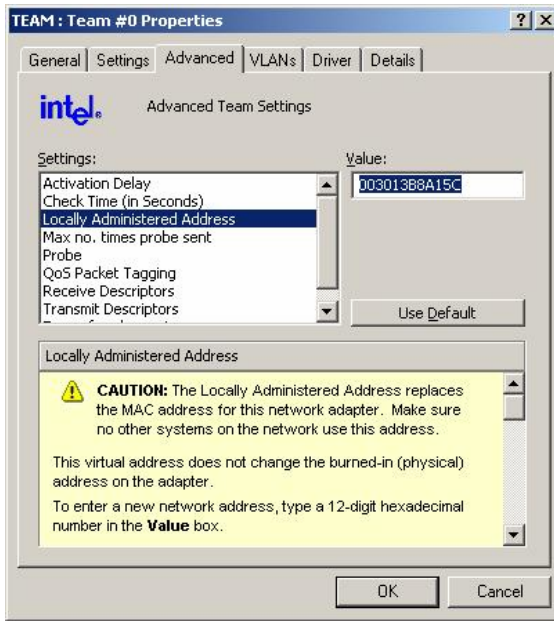 TEAM : Team #0 Properties
General Settings Advanced VLANs Driver Details
intel® Advanced Team Settings
Settings: Value:
Activation Delay 003013B8A15C
Check Time (in Seconds)
Locally Administered Address
Max no. times probe sent
Probe
QoS Packet Tagging
Receive Descriptors
Transmit Descriptors
Use Default
Locally Administered Address
CAUTION: The Locally Administered Address replaces
the MAC address for this network adapter. Make sure
no other systems on the network use this address.
This virtual address does not change the burned-in (physical)
address on the adapter.
To enter a new network address, type a 12-digit hexadecimal
number in the Value box.
OK Cancel